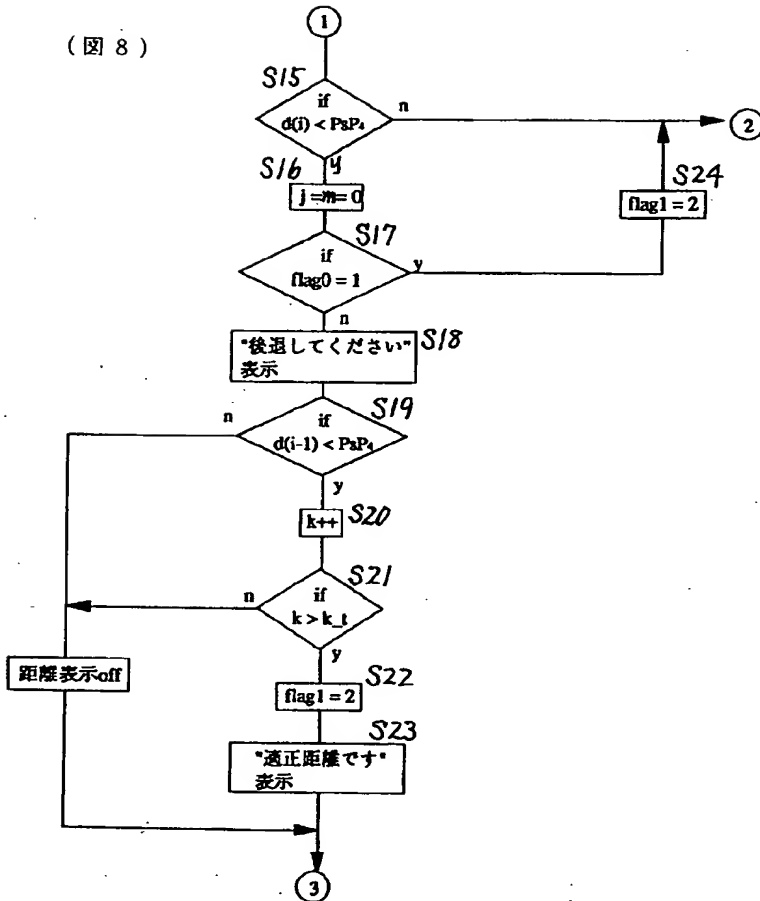 (図 8)
1
S15
if
d(i) < PsP4
n
2
y
S16
j=m=0
S24
flag1 = 2
S17
if
flag0 = 1
y
n
"後退してください"
表示
S18
S19
n
if
d(i-1) < PsP4
y
k++
S20
S21
n
if
k > k_t
y
距離表示off
S22
flag1 = 2
S23
"適正距離です"
表示
3